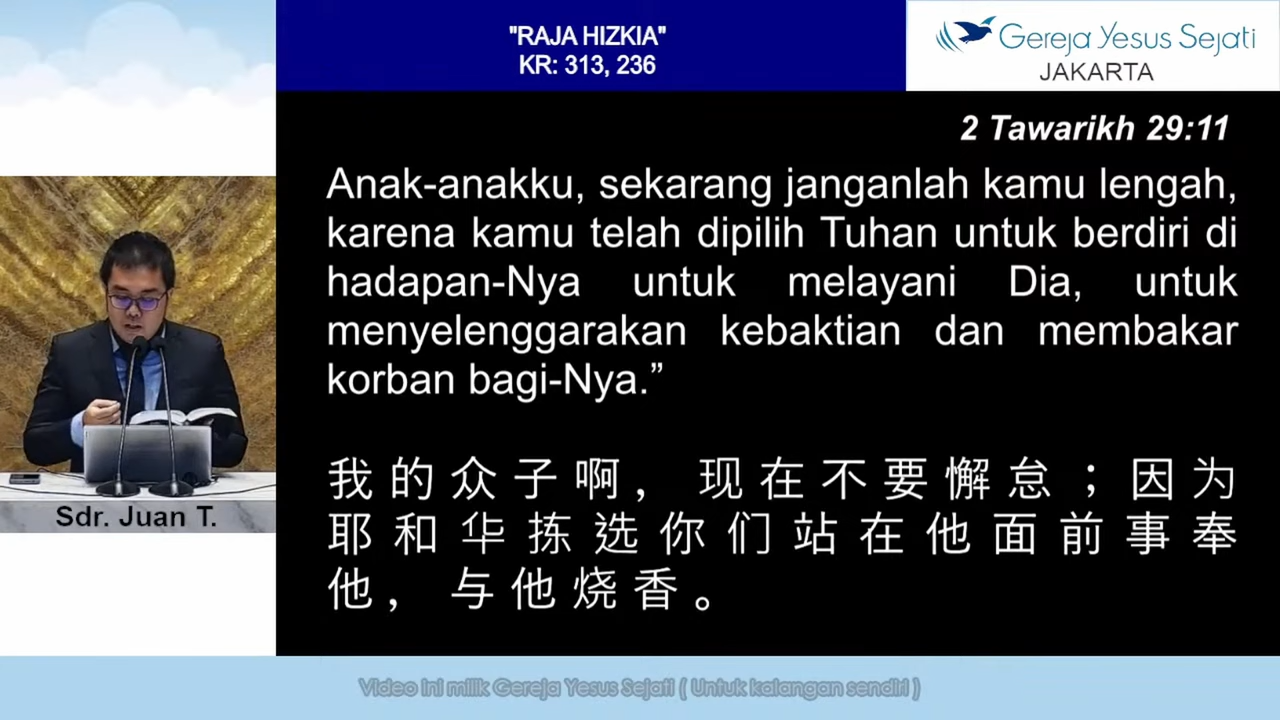 "RAJA HIZKIA"
KR: 313, 236
Gereja Yesus Sejati
JAKARTA
2 Tawarikh 29:11
Anak-anakku, sekarang janganlah kamu lengah,
karena kamu telah dipilih Tuhan untuk berdiri di
hadapan-Nya untuk melayani Dia, untuk
menyelenggarakan kebaktian dan membakar
korban bagi-Nya.”
我的众子啊，现在不要懈怠；因为
耶和华拣选你们站在他面前事奉
他，与他烧香。
Sdr. Juan T.
Video ini milik Gereja Yesus Sejati ( Untuk kalangan sendiri )